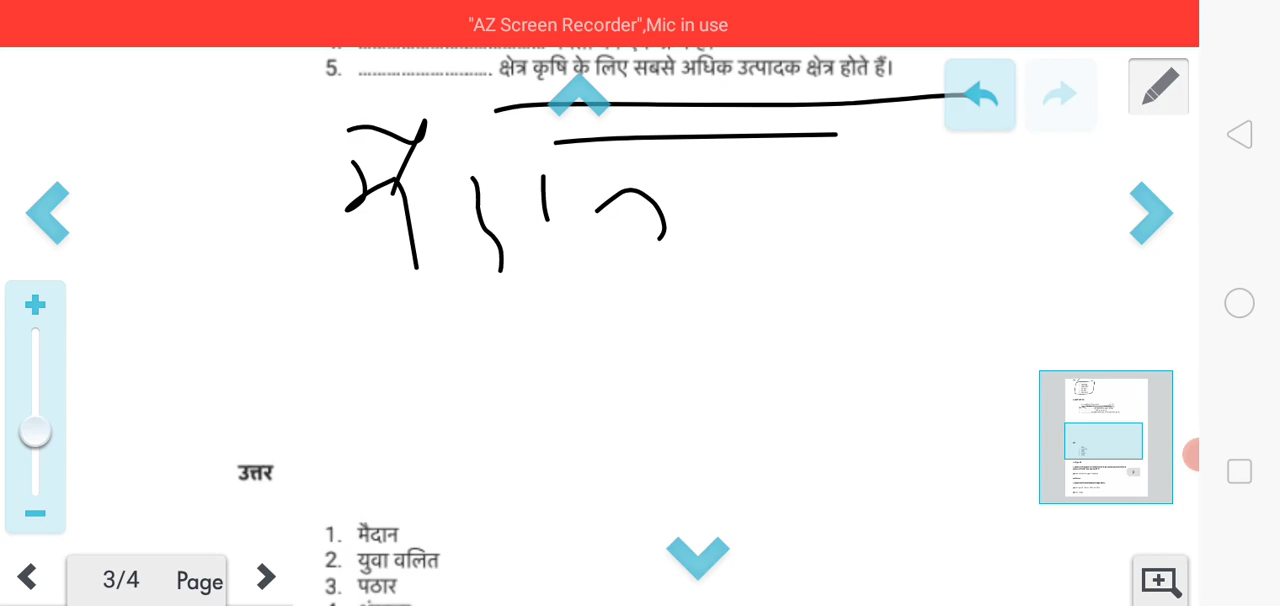 "AZ Screen Recorder",Mic in use
5. ................................ क्षेत्र कृषि के लिए सबसे अधिक उत्पादक क्षेत्र होते हैं।
उत्तर
1. मैदान
2. युवा वलित
3. पठार
3/4 Page